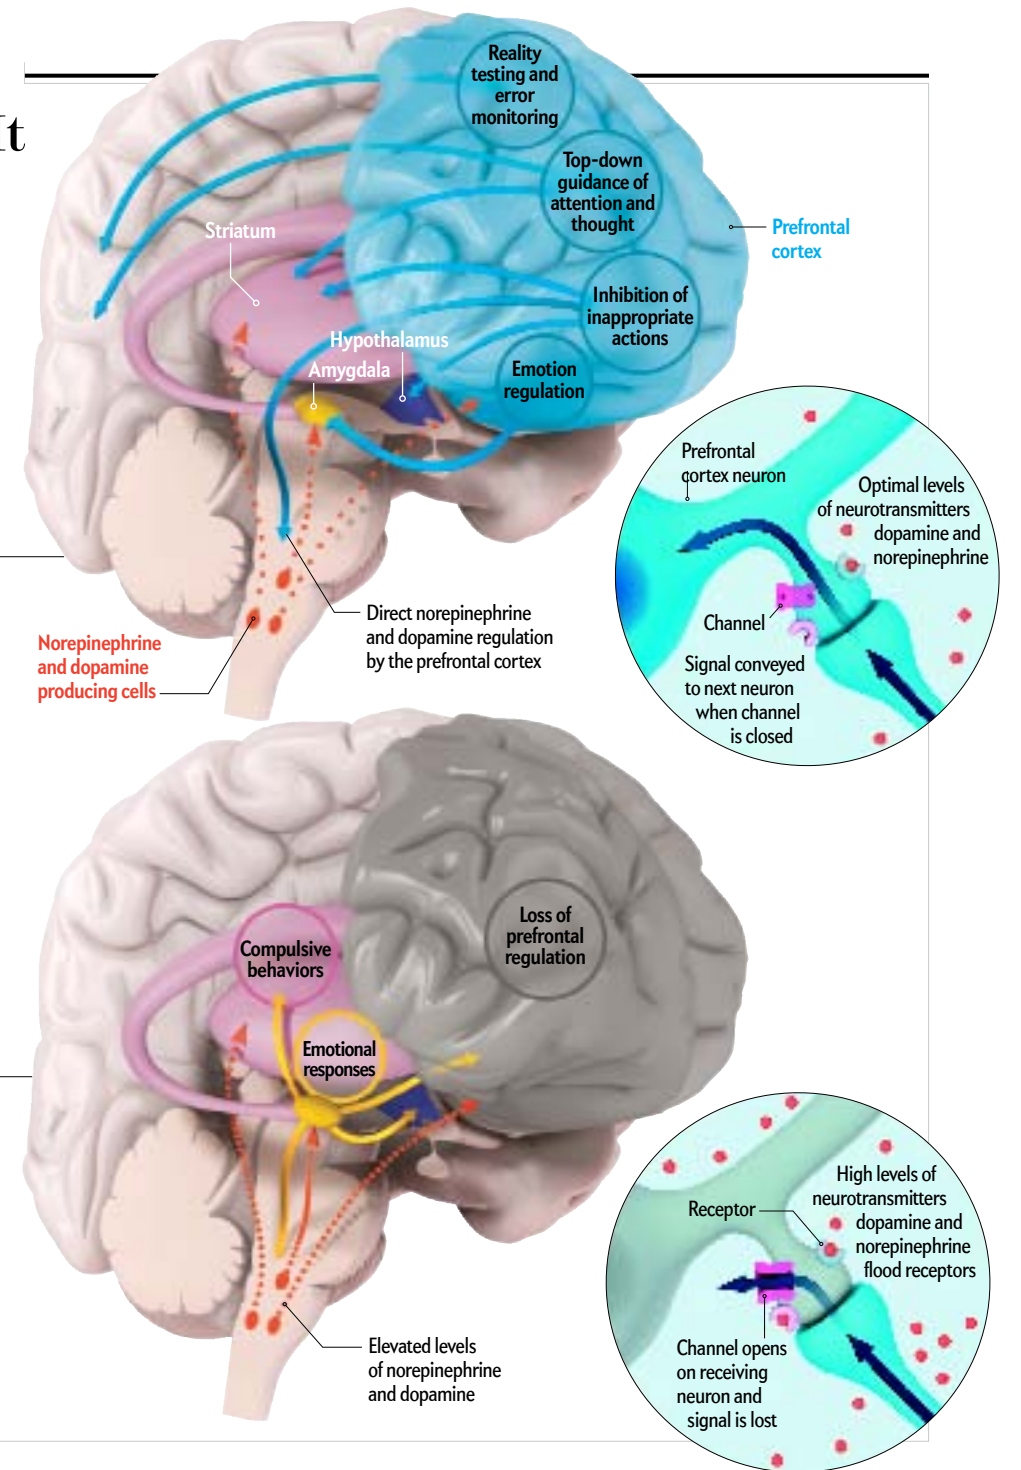 It
Reality
testing and
error
monitoring
Top-down
guidance of
attention and
thought
Prefrontal
cortex
Striatum
Inhibition of
inappropriate
actions
Hypothalamus
Amygdala
Emotion
regulation
Prefrontal
cortex neuron
Optimal levels
of neurotransmitters
dopamine and
norepinephrine
Channel
Signal conveyed
to next neuron
when channel
is closed
Direct norepinephrine
and dopamine regulation
by the prefrontal cortex
Norepinephrine
and dopamine
producing cells
Loss of
prefrontal
regulation
Compulsive
behaviors
Emotional
responses
Receptor
High levels of
neurotransmitters
dopamine and
norepinephrine
flood receptors
Channel opens
on receiving
neuron and
signal is lost
Elevated levels
of norepinephrine
and dopamine